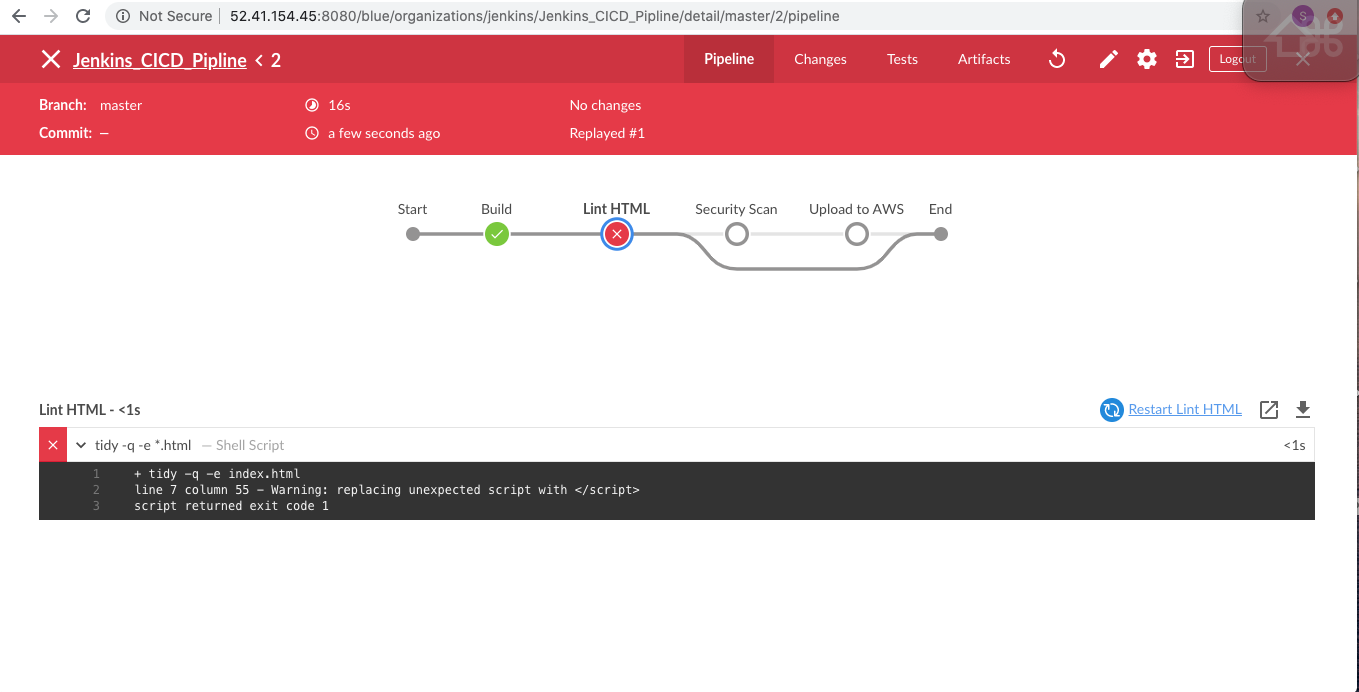 Not Secure | 52.41.154.45:8080/blue/organizations/jenkins/Jenkins_CICD_Pipline/detail/master/2/pipeline
S
Jenkins_CICD_Pipline < 2
Pipeline Changes Tests Artifacts Logout
Branch: master 16s No changes
Commit: — a few seconds ago Replayed #1
Start Build Lint HTML Security Scan Upload to AWS End
Lint HTML - <1s Restart Lint HTML
tidy -q -e *.html — Shell Script <1s
1 + tidy -q -e index.html
2 line 7 column 55 - Warning: replacing unexpected script with </script>
3 script returned exit code 1